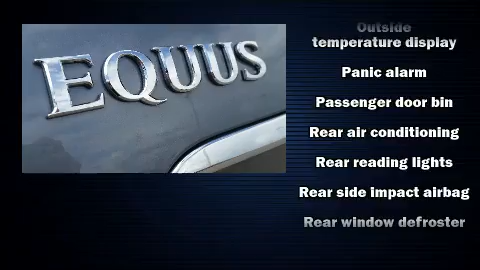 EQUUS
Outside
temperature display
Panic alarm
Passenger door bin
Rear air conditioning
Rear reading lights
Rear side impact airbag
Rear window defroster